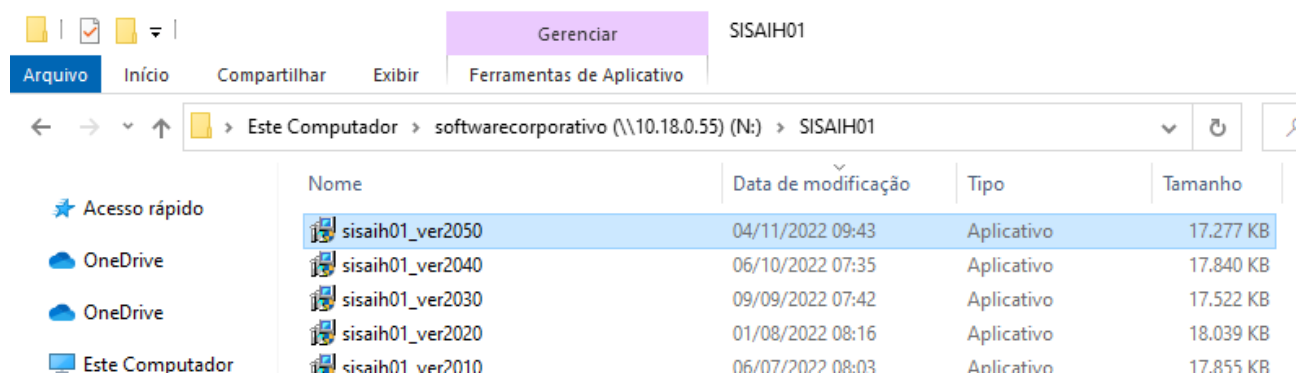 Gerenciar SISAIH01
Arquivo Início Compartilhar Exibir Ferramentas de Aplicativo
Este Computador > softwarecorporativo (\\10.18.0.55) (N:) > SISAIH01
Nome Data de modificação Tipo Tamanho
Acesso rápido
sisaih01_ver2050 04/11/2022 09:43 Aplicativo 17.277 KB
OneDrive
sisaih01_ver2040 06/10/2022 07:35 Aplicativo 17.840 KB
sisaih01_ver2030 09/09/2022 07:42 Aplicativo 17.522 KB
OneDrive
sisaih01_ver2020 01/08/2022 08:16 Aplicativo 18.039 KB
Este Computador
sisaih01_ver2010 06/07/2022 08:03 Aplicativo 17.855 KB